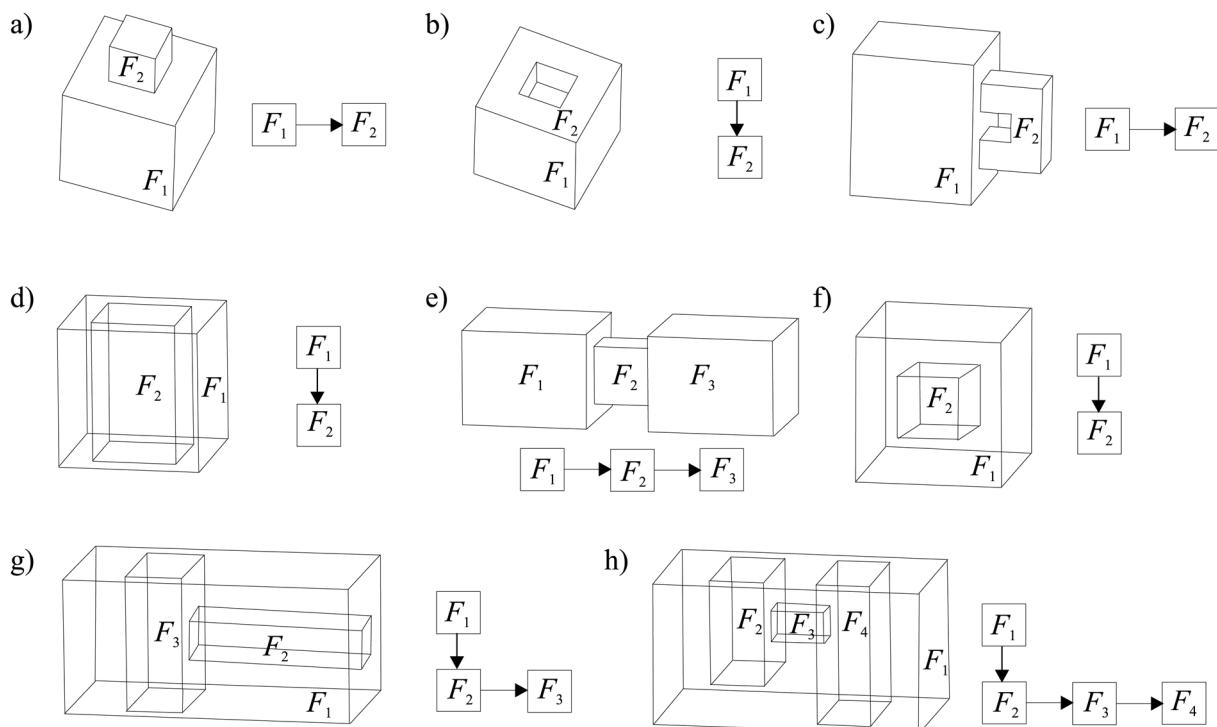 a)
F₂
F₁
F₁ F₂
b)
F₂
F₁
F₁
F₂
c)
F₂
F₁
F₁ F₂
d)
F₂ F₁
F₁
F₂
e)
F₁ F₂ F₃
F₁ F₂ F₃
f)
F₂
F₁
F₁
F₂
g)
F₃ F₂
F₁
F₁
F₂ F₃
h)
F₂ F₃ F₄
F₁
F₁
F₂ F₃ F₄